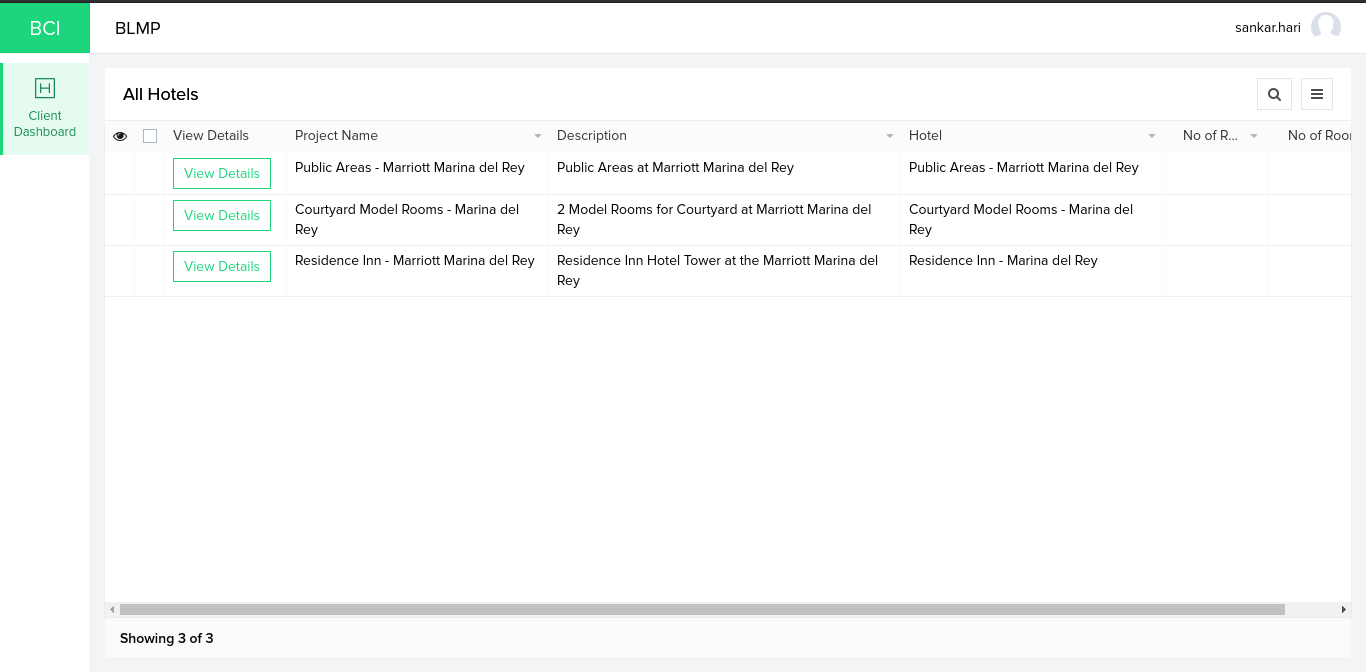 BCI
BLMP
sankar.hari
Client
Dashboard
All Hotels
View Details Project Name Description Hotel No of R... No of Roo
View Details Public Areas - Marriott Marina del Rey Public Areas at Marriott Marina del Rey Public Areas - Marriott Marina del Rey
View Details Courtyard Model Rooms - Marina del 2 Model Rooms for Courtyard at Marriott Marina del Courtyard Model Rooms - Marina del
Rey Rey Rey
View Details Residence Inn - Marriott Marina del Rey Residence Inn Hotel Tower at the Marriott Marina del Residence Inn - Marina del Rey
Rey
Showing 3 of 3